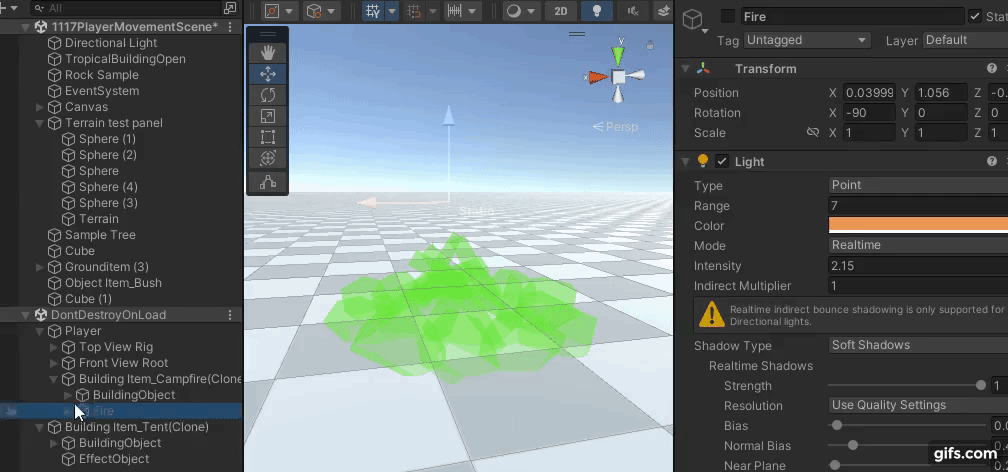 All
1117PlayerMovementScene*
Directional Light
TropicalBuildingOpen
Rock Sample
EventSystem
Canvas
Terrain test panel
Sphere (1)
Sphere (2)
Sphere
Sphere (4)
Sphere (3)
Terrain
Sample Tree
Cube
Grounditem (3)
Object Item_Bush
Cube (1)
DontDestroyOnLoad
Player
Top View Rig
Front View Root
Building Item_Campfire(Clone
BuildingObject
Fire
Building Item_Tent(Clone)
BuildingObject
EffectObject
2D
y
x
Persp
Fire
Stat
Tag Untagged Layer Default
Transform
Position X 0.03999 Y 1.056 Z -0.
Rotation X -90 Y 0 Z 0
Scale X 1 Y 1 Z 1
Light
Type Point
Range 7
Color
Mode Realtime
Intensity 2.15
Indirect Multiplier 1
Realtime indirect bounce shadowing is only supported for
Directional lights.
Shadow Type Soft Shadows
Realtime Shadows
Strength 1
Resolution Use Quality Settings
Bias 0.0
Normal Bias 0.4
Near Plane 0.
gifs.com